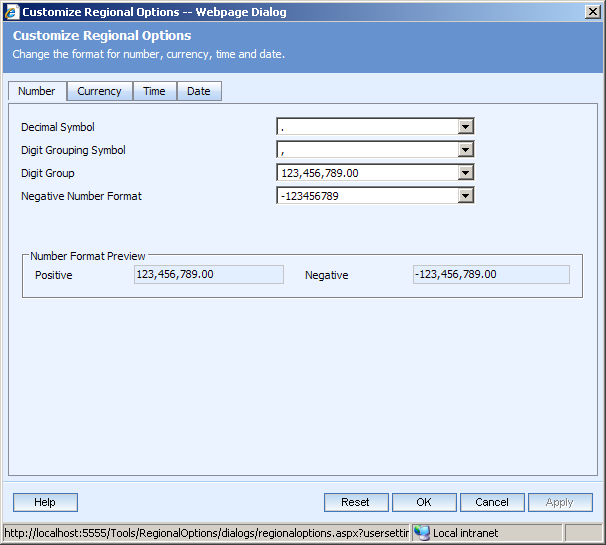 Customize Regional Options -- Webpage Dialog
Customize Regional Options
Change the format for number, currency, time and date.
Number Currency Time Date
Decimal Symbol .
Digit Grouping Symbol ,
Digit Group 123,456,789.00
Negative Number Format -123456789
Number Format Preview
Positive 123,456,789.00 Negative -123,456,789.00
Help Reset OK Cancel Apply
http://localhost:5555/Tools/RegionalOptions/dialogs/regionaloptions.aspx?usersettir Local intranet